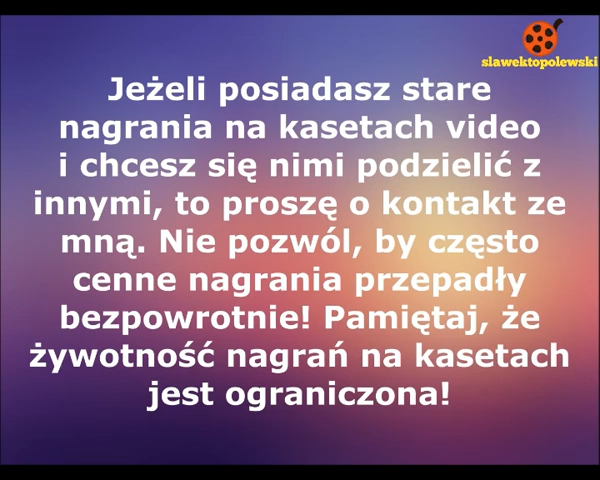 slawektopolewski
Jeżeli posiadasz stare
nagrania na kasetach video
i chcesz się nimi podzielić z
innymi, to proszę o kontakt ze
mną. Nie pozwól, by często
cenne nagrania przepadły
bezpowrotnie! Pamiętaj, że
żywotność nagrań na kasetach
jest ograniczona!